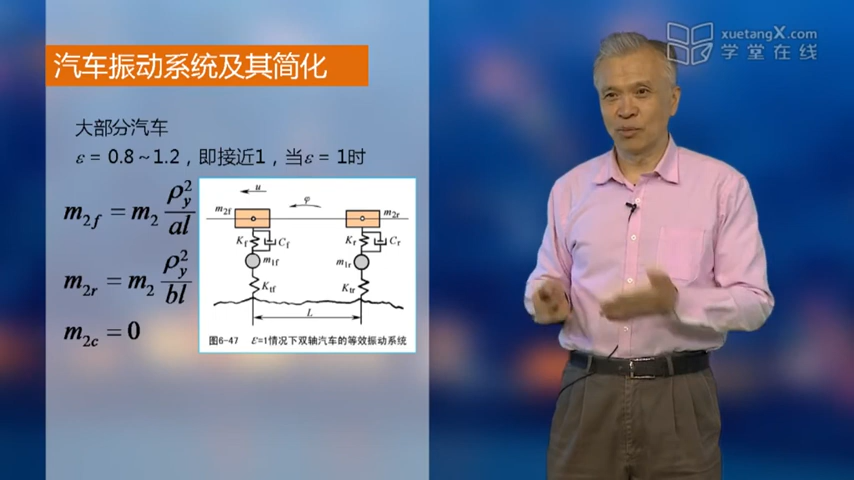 xuetangX.com
学堂在线
汽车振动系统及其简化
大部分汽车
ε = 0.8～1.2，即接近1，当ε = 1时
m₂f = m₂ ρy²/al
m₂r = m₂ ρy²/bl
m₂c = 0
u
φ
m2f
m2r
Kf
Cf
Kr
Cr
m1f
m1r
Ktf
Ktr
L
图6-47 ε=1情况下双轴汽车的等效振动系统